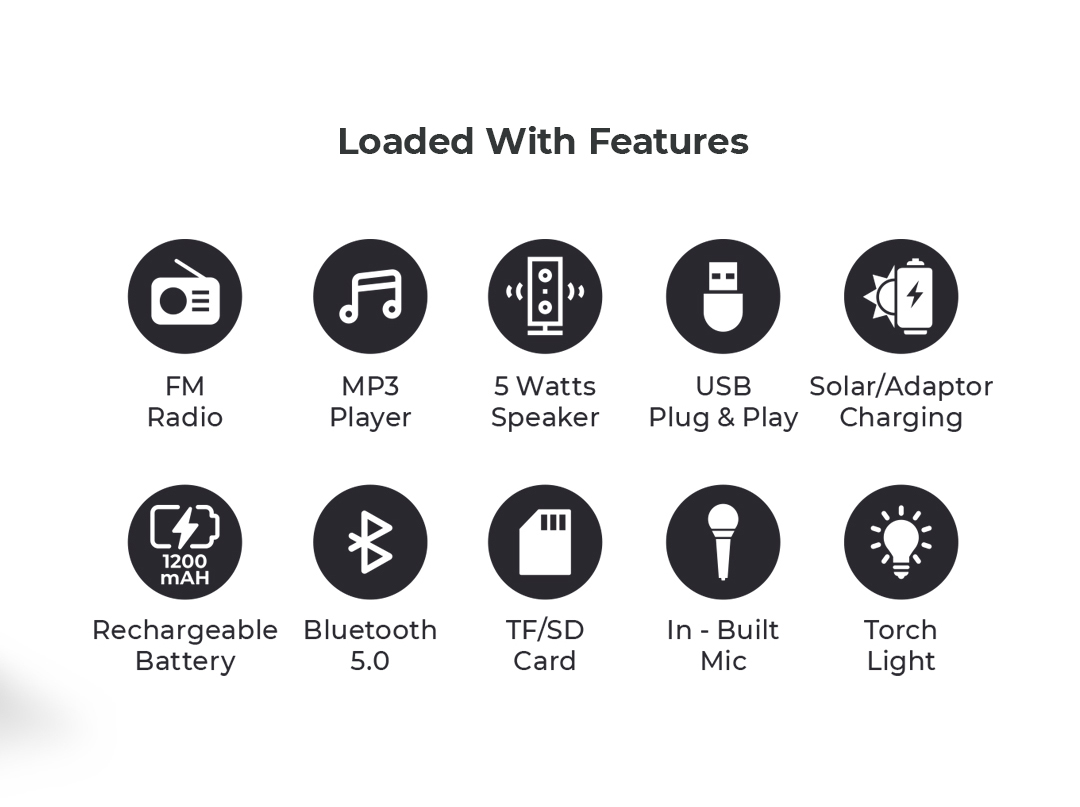 Loaded With Features
FM
Radio
MP3
Player
5 Watts
Speaker
USB
Plug & Play
Solar/Adaptor
Charging
1200
mAH
Rechargeable
Battery
Bluetooth
5.0
TF/SD
Card
In - Built
Mic
Torch
Light